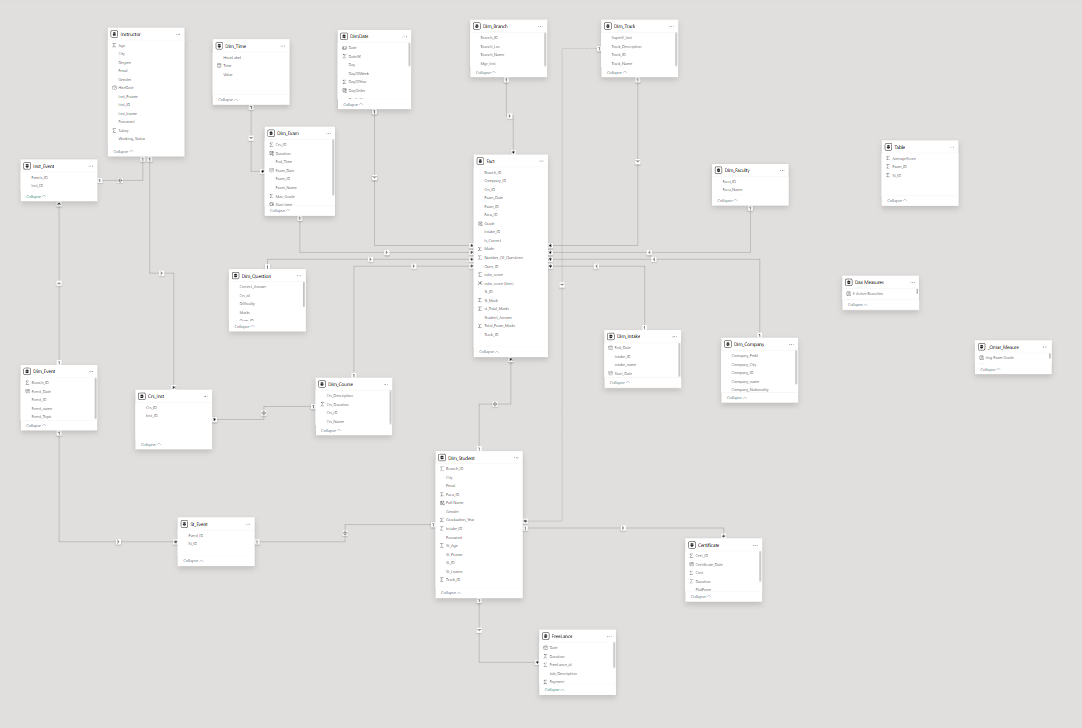 Instructor
Age
City
Degree
Email
Gender
HireDate
Inst_Fname
Inst_ID
Inst_lname
Password
Salary
Working_Status
Collapse
Dim_Time
HourLabel
Time
Value
Collapse
DimDate
Date
DateSK
Day
DayOfWeek
DayOfYear
DayOrder
Collapse
Dim_Branch
Branch_ID
Branch_Loc
Branch_Name
Collapse
Dim_Track
Track_Description
Track_ID
Track_Name
Collapse
Dim_Exam
Crs_ID
Duration
End_Time
Exam_Date
Exam_ID
Exam_Name
Max_Grade
Collapse
Inst_Event
Event_ID
Inst_ID
Collapse
Fact
Branch_ID
Company_ID
Crs_ID
Exam_Date
Exam_ID
Facu_ID
Grade
Intake_ID
Is_Correct
Marks
Number_Of_Questions
Ques_ID
St_ID
St_Mark
St_Total_Marks
Student_Answer
Total_Exam_Marks
Track_ID
Collapse
Dim_Faculty
Facu_ID
Facu_Name
Collapse
Table
AverageScore
Exam_ID
St_ID
Collapse
Dim_Question
Correct_Answer
Crs_id
Difficulty
Marks
Collapse
Dax Measures
Collapse
_Omar_Measure
Avg Exam Grade
Collapse
Dim_Intake
End_Date
Intake_ID
Intake_name
Start_Date
Collapse
Dim_Company
Company_Field
Company_City
Company_ID
Company_name
Company_Nationality
Collapse
Dim_Event
Branch_ID
Event_Date
Event_ID
Event_name
Event_Topic
Collapse
Crs_Inst
Crs_ID
Inst_ID
Collapse
Dim_Course
Crs_Description
Crs_Duration
Crs_ID
Crs_Name
Collapse
Dim_Student
Branch_ID
City
Email
Facu_ID
Full Name
Gender
Graduation_Year
Intake_ID
Password
St_Age
St_Fname
St_ID
St_Lname
Track_ID
Collapse
St_Event
Event_ID
St_ID
Collapse
Certificate
Cert_ID
Certificate_Date
Cost
Duration
Platform
Collapse
Freelance
Date
Duration
Freelance_id
Job_Description
Payment
Collapse